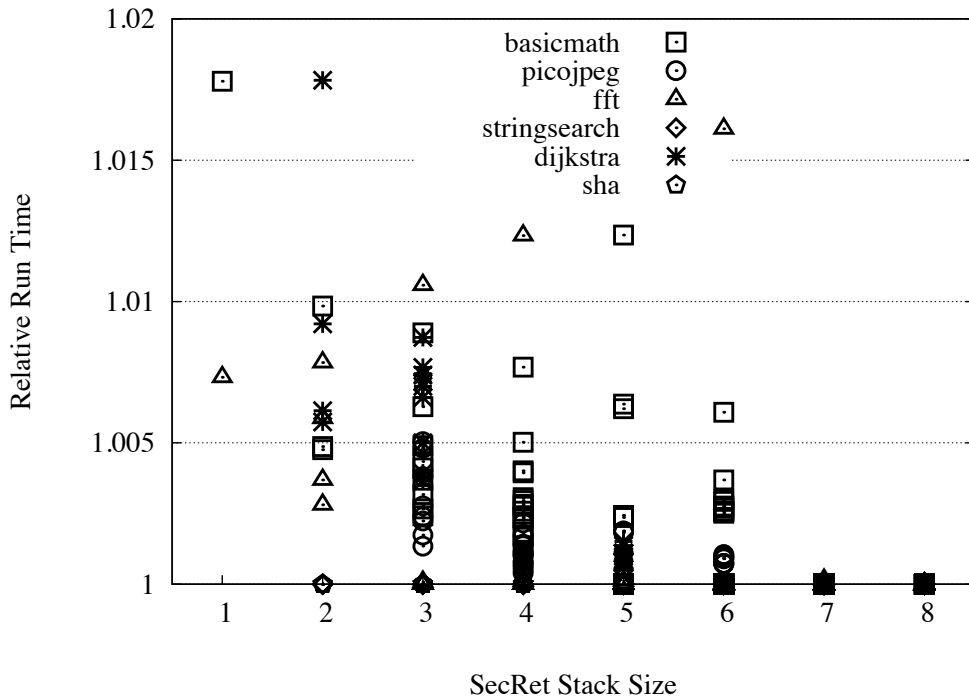 1.02
basicmath
picojpeg
fft
stringsearch
1.015
dijkstra
sha
Relative Run Time
1.01
1.005
1
1 2 3 4 5 6 7 8
SecRet Stack Size